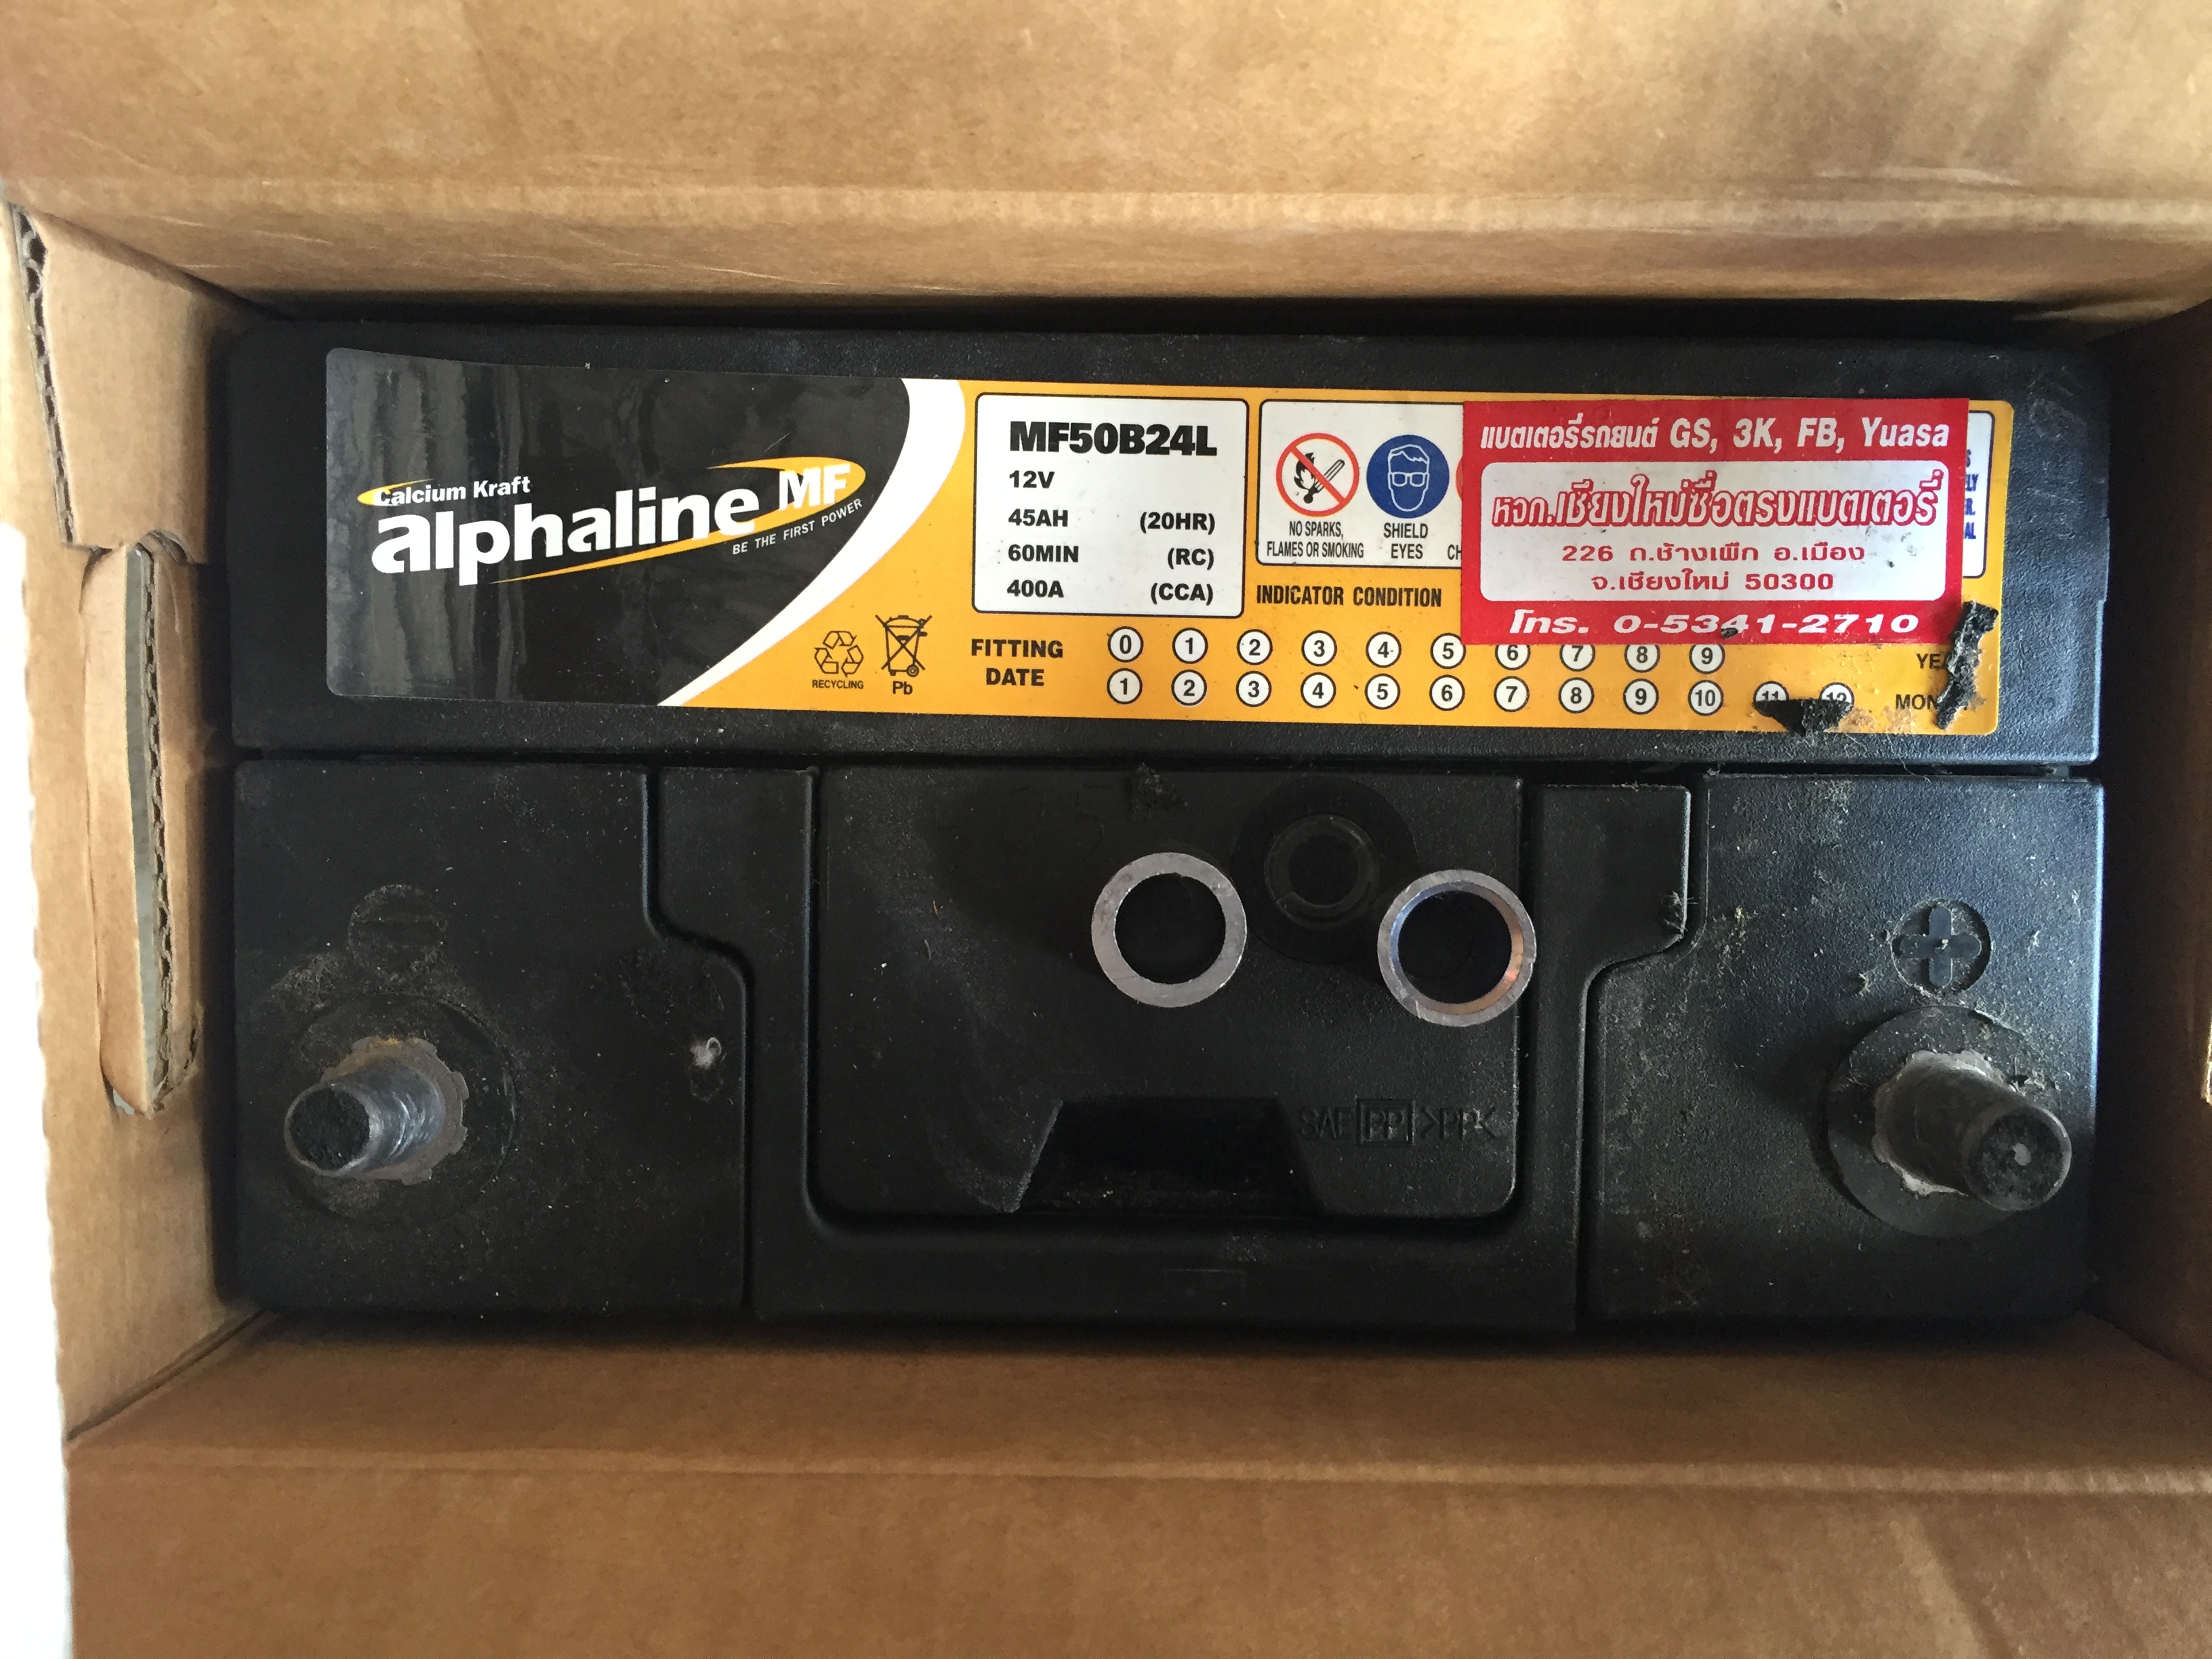 Calcium Kraft
alphaline MF
BE THE FIRST POWER
MF50B24L
12V
45AH (20HR)
60MIN (RC)
400A (CCA)
NO SPARKS,
FLAMES OR SMOKING
SHIELD
EYES
INDICATOR CONDITION
แบตเตอรี่รถยนต์ GS, 3K, FB, Yuasa
หจก.เชียงใหม่ซื่อตรงแบตเตอรี่
226 ถ.ช้างเผือก อ.เมือง
จ.เชียงใหม่ 50300
โทร. 0-5341-2710
RECYCLING
Pb
FITTING
DATE
0 1 2 3 4 5 6 7 8 9
1 2 3 4 5 6 7 8 9 10 11 12
SAE PP >PP<